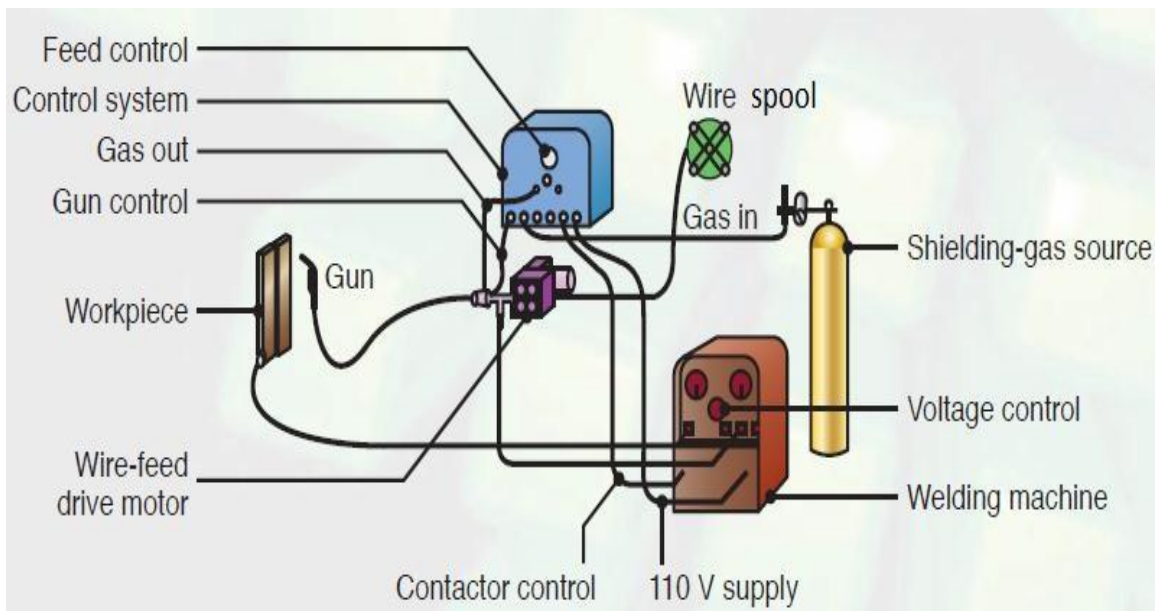 Feed control
Control system
Gas out
Gun control
Wire spool
Gas in
Shielding-gas source
Gun
Workpiece
Voltage control
Wire-feed
drive motor
Welding machine
Contactor control
110 V supply